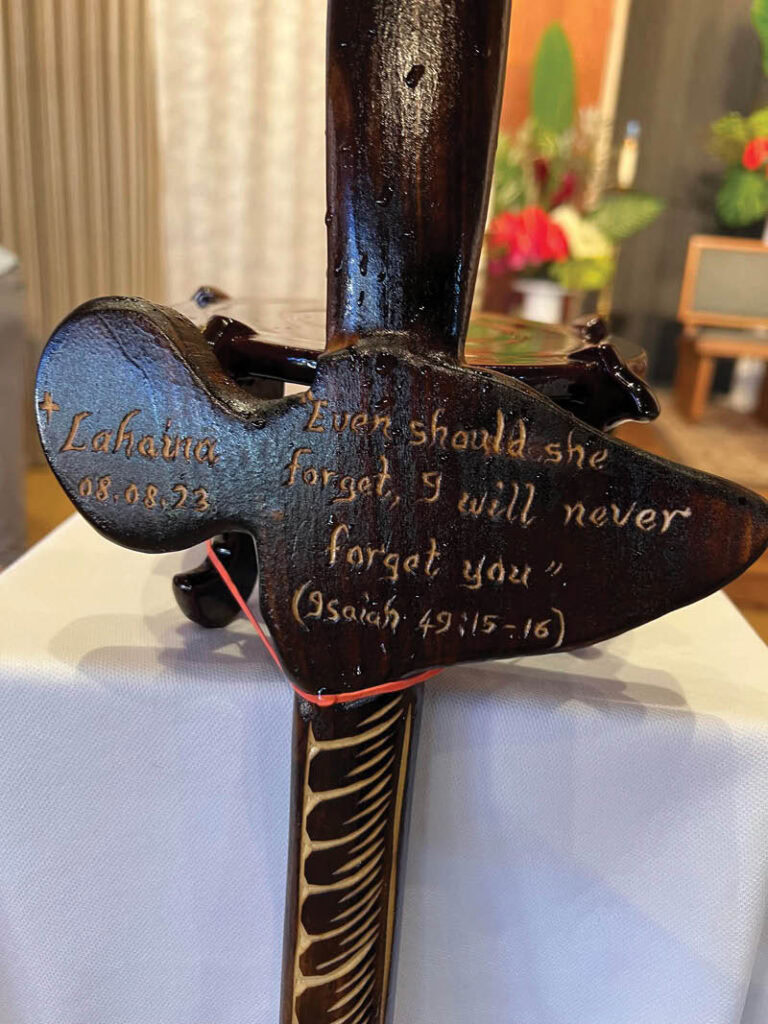 + Lahaina
08.08.23
"Even should she
forget, I will never
forget you"
(Isaiah 49:15-16)